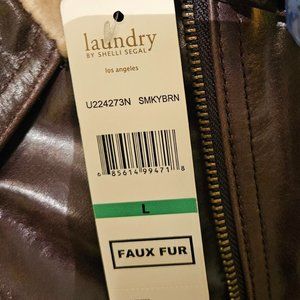 laundry
BY SHELLI SEGAL
los angeles
U224273N SMKYBRN
6 85614 99471 8
L
FAUX FUR